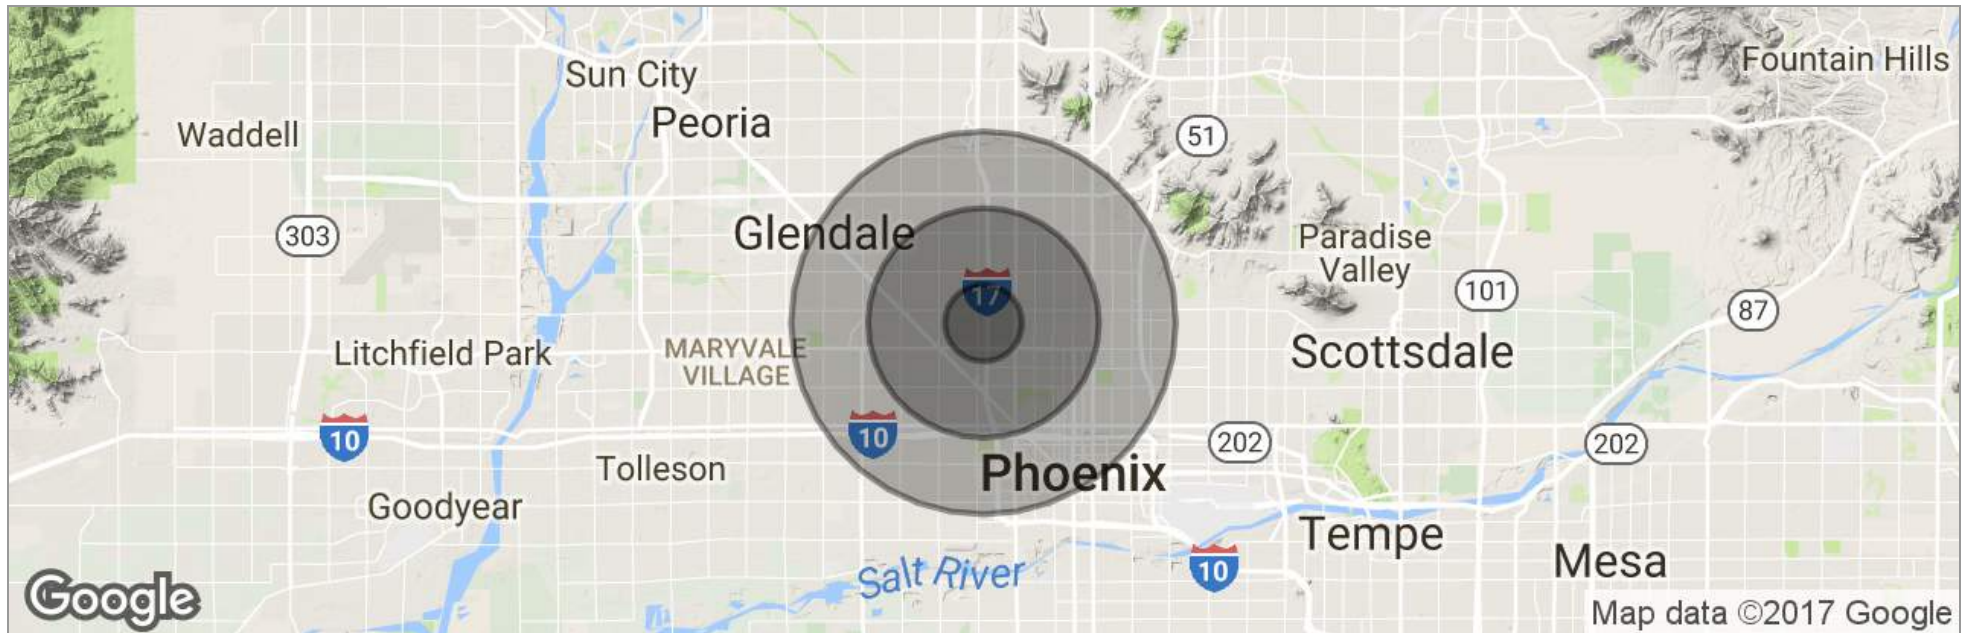 Sun City
Fountain Hills
Peoria
Waddell
51
303
Glendale
Paradise
Valley
17
101
87
Litchfield Park
MARYVALE
VILLAGE
Scottsdale
10
10
202
202
Tolleson
Phoenix
Goodyear
Tempe
Mesa
Salt River
10
Google
Map data ©2017 Google